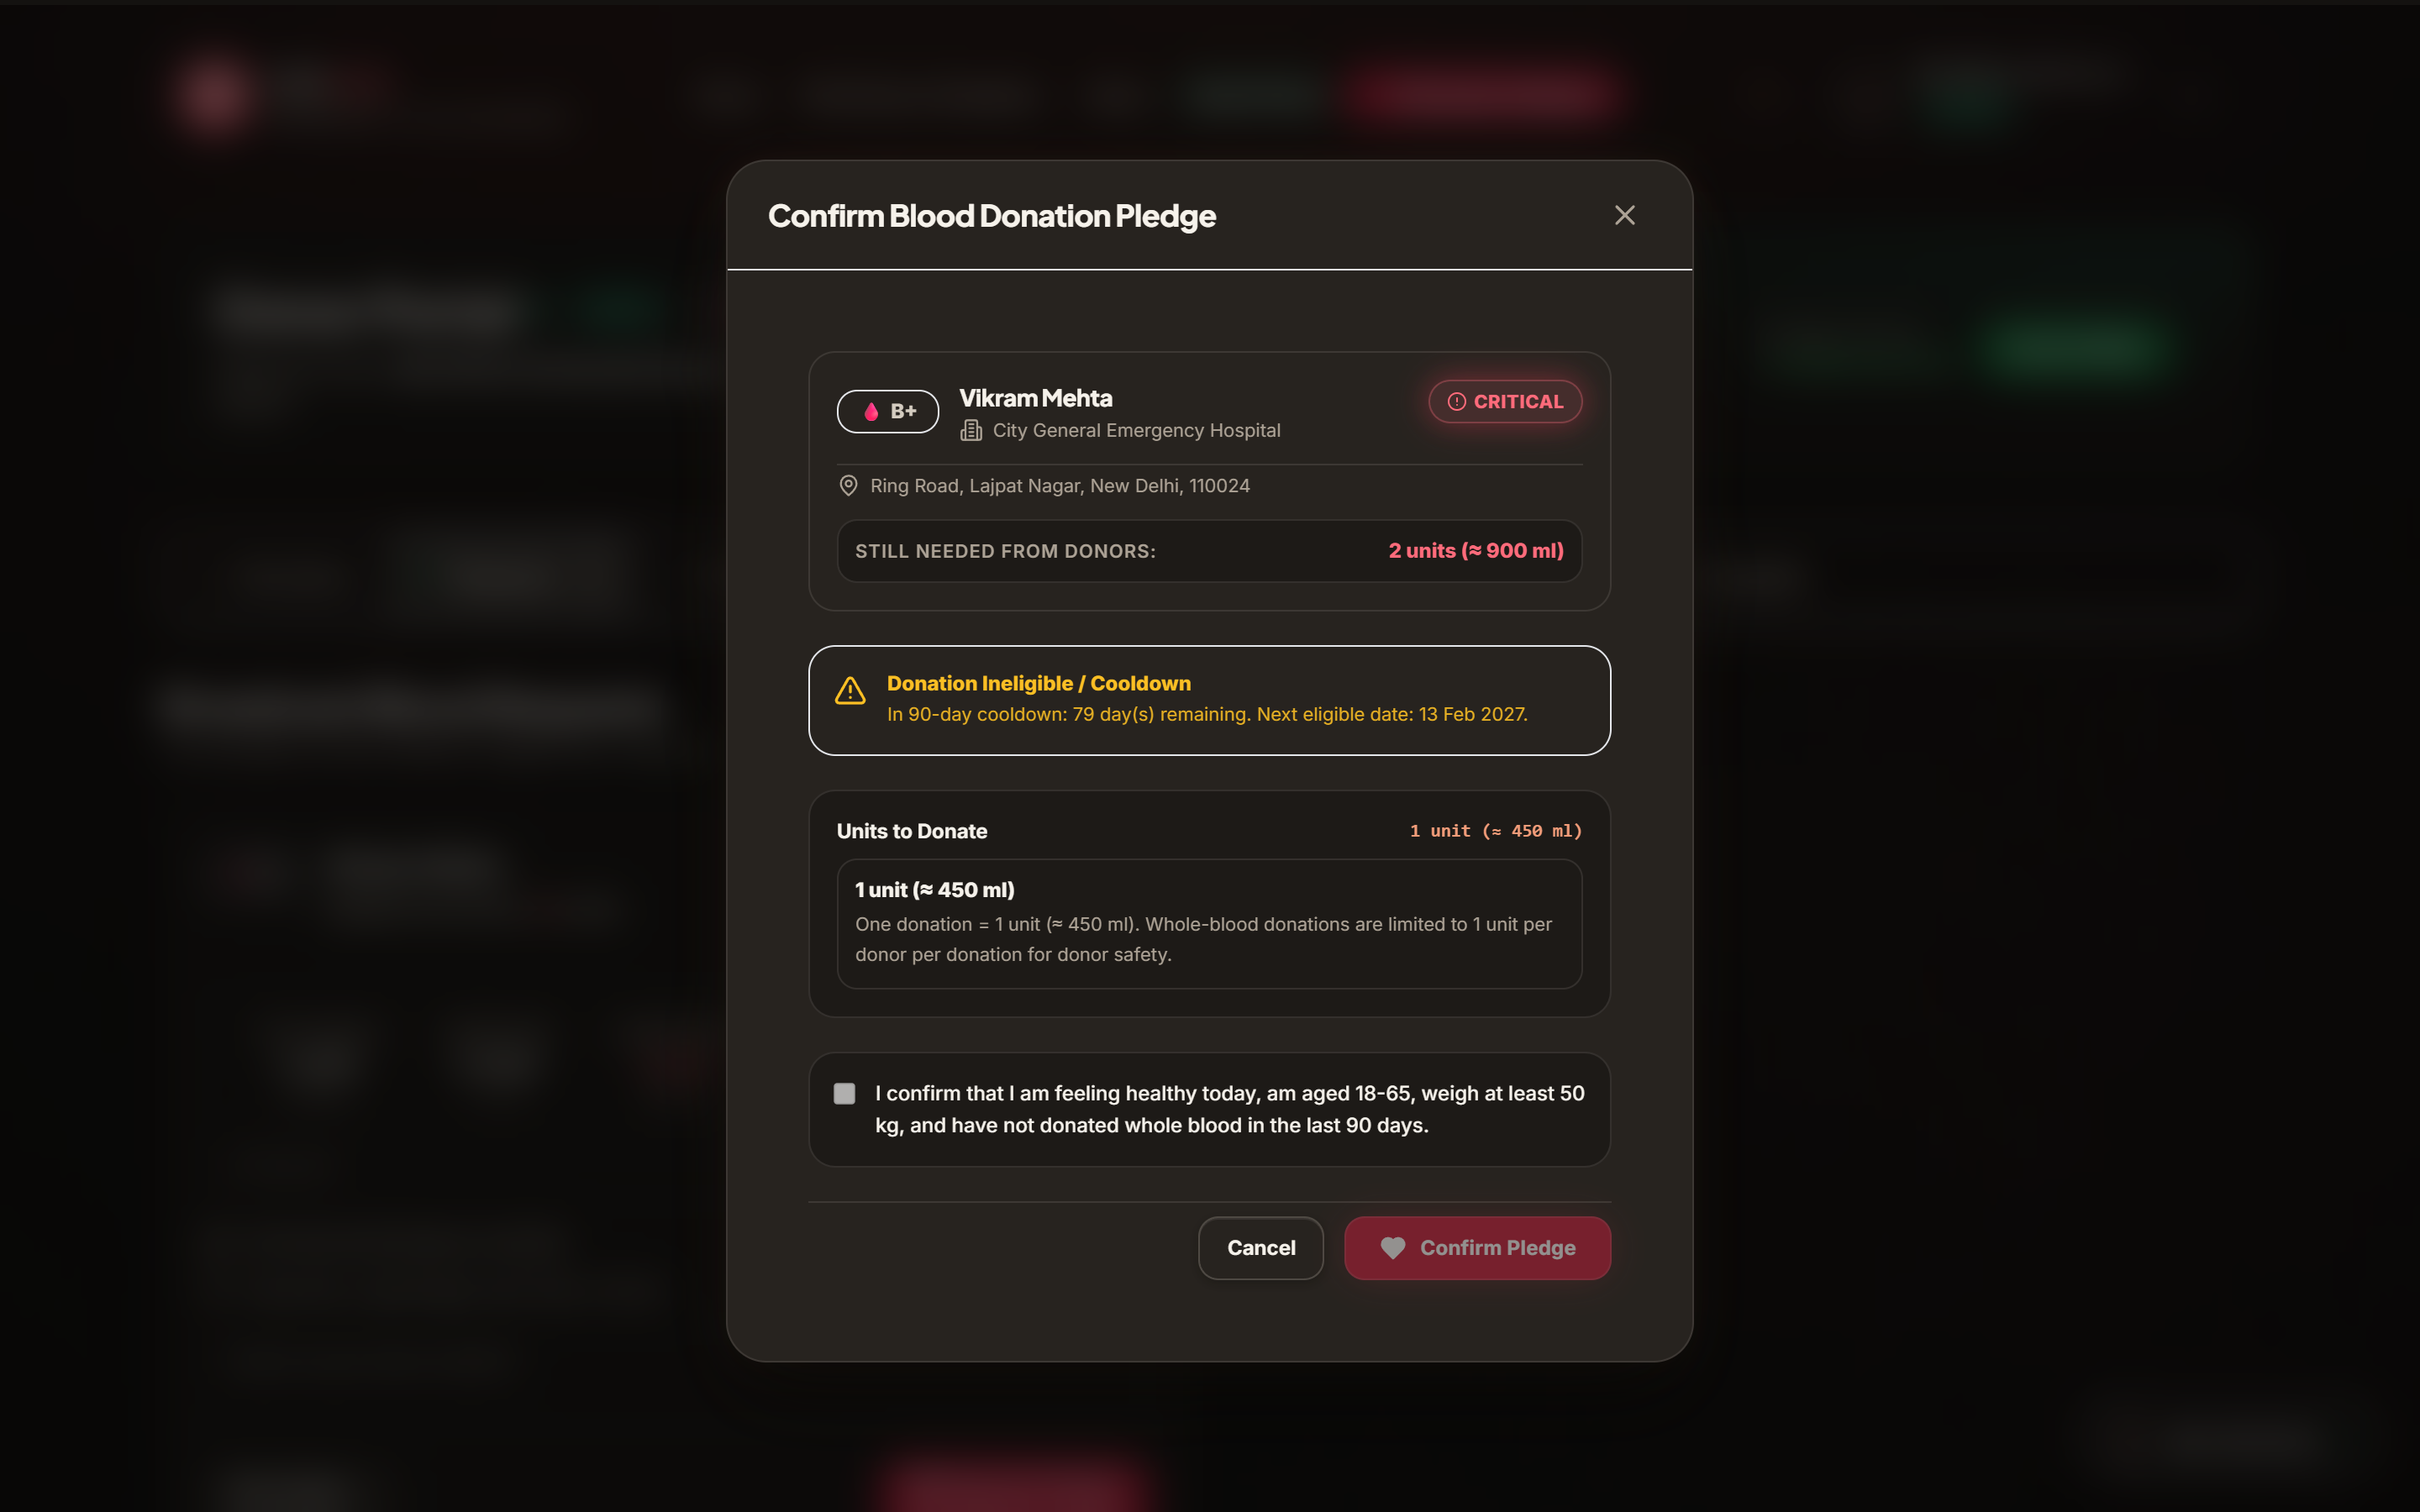 Confirm Blood Donation Pledge
B+
Vikram Mehta
City General Emergency Hospital
CRITICAL
Ring Road, Lajpat Nagar, New Delhi, 110024
STILL NEEDED FROM DONORS:
2 units (≈ 900 ml)
Donation Ineligible / Cooldown
In 90-day cooldown: 79 day(s) remaining. Next eligible date: 13 Feb 2027.
Units to Donate
1 unit (≈ 450 ml)
1 unit (≈ 450 ml)
One donation = 1 unit (≈ 450 ml). Whole-blood donations are limited to 1 unit per
donor per donation for donor safety.
I confirm that I am feeling healthy today, am aged 18-65, weigh at least 50
kg, and have not donated whole blood in the last 90 days.
Cancel
Confirm Pledge